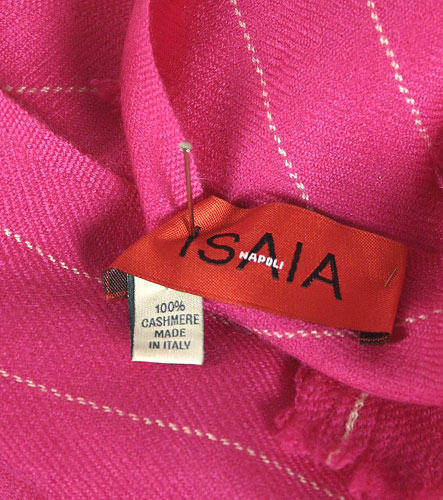 ISAIA
NAPOLI
100%
CASHMERE
MADE
IN ITALY